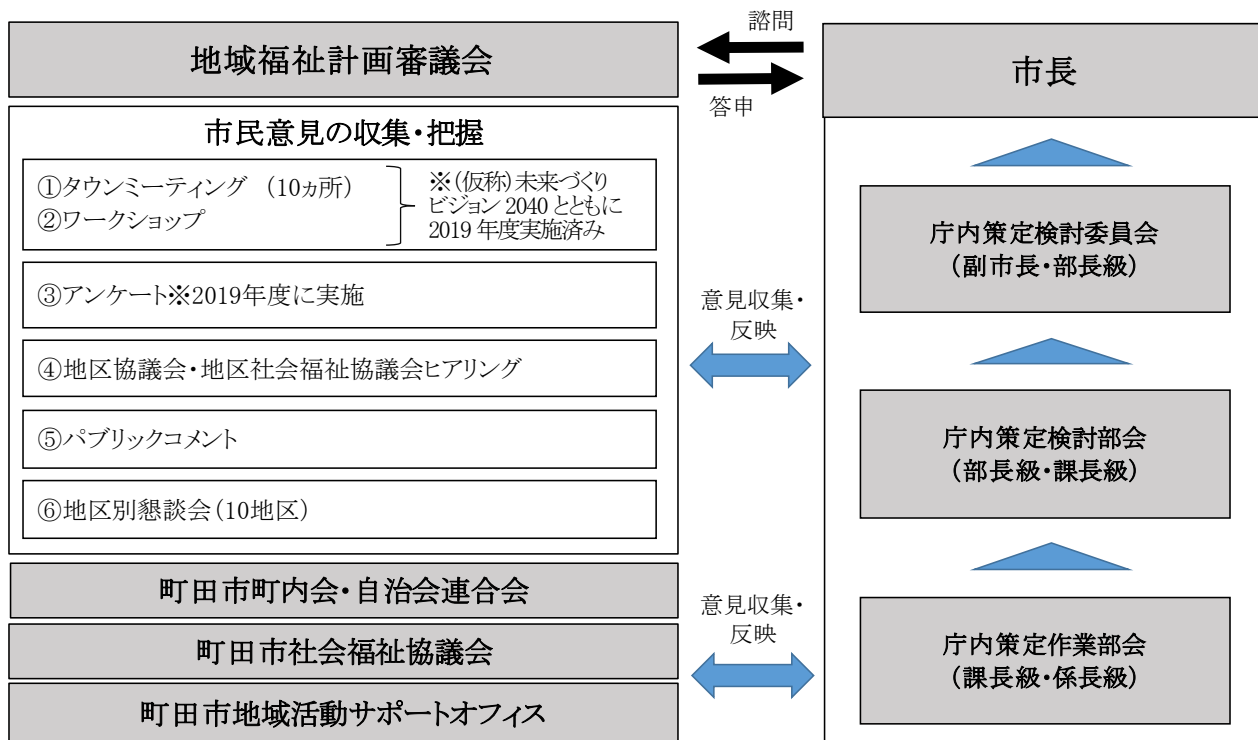 地域福祉計画審議会
諮問
答申
市長
市民意見の収集・把握
①タウンミーティング （10ヵ所）
②ワークショップ
※(仮称)未来づくり
ビジョン2040とともに
2019年度実施済み
③アンケート※2019年度に実施
④地区協議会・地区社会福祉協議会ヒアリング
⑤パブリックコメント
⑥地区別懇談会(10地区)
町田市町内会・自治会連合会
町田市社会福祉協議会
町田市地域活動サポートオフィス
意見収集・
反映
意見収集・
反映
庁内策定検討委員会
(副市長・部長級)
庁内策定検討部会
(部長級・課長級)
庁内策定作業部会
(課長級・係長級)